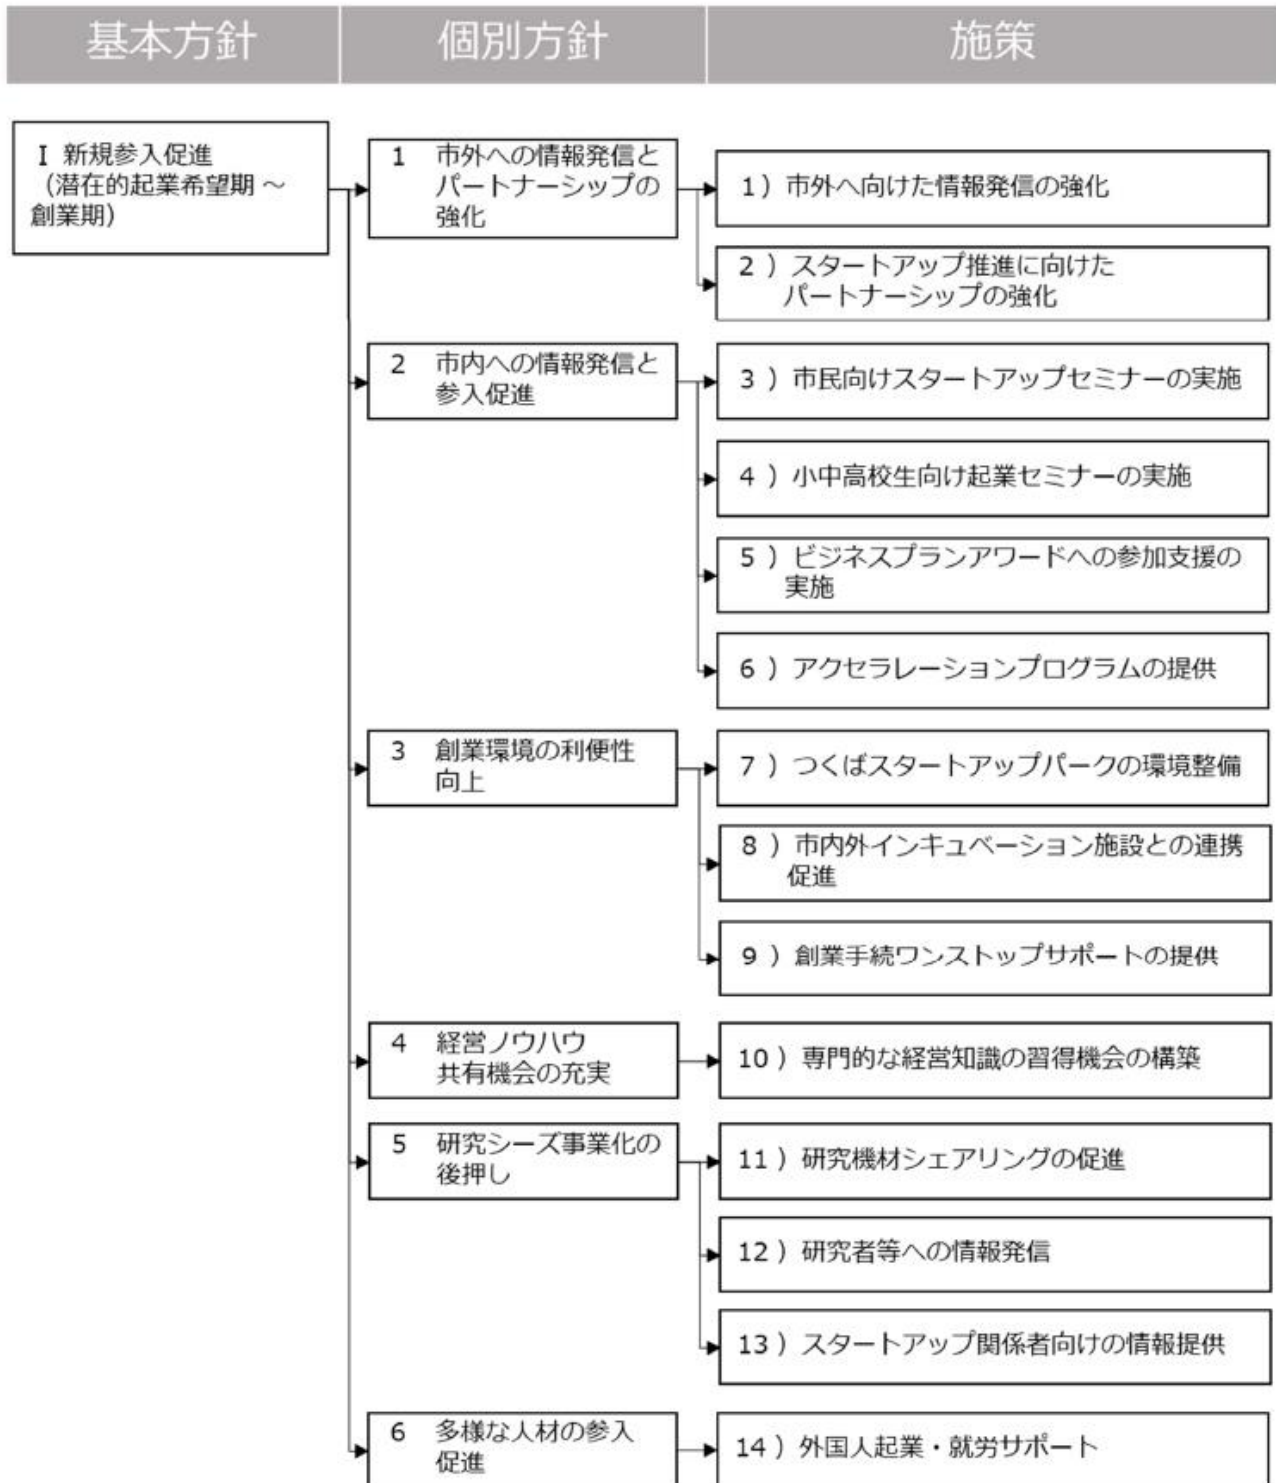 基本方針
個別方針
施策
Ⅰ 新規参入促進
（潜在的起業希望期 ～
創業期）
1 市外への情報発信と
パートナーシップの
強化
1）市外へ向けた情報発信の強化
2 ）スタートアップ推進に向けた
パートナーシップの強化
2 市内への情報発信と
参入促進
3 ）市民向けスタートアップセミナーの実施
4 ）小中高校生向け起業セミナーの実施
5 ）ビジネスプランアワードへの参加支援の
実施
6 ）アクセラレーションプログラムの提供
3 創業環境の利便性
向上
7 ）つくばスタートアップパークの環境整備
8 ）市内外インキュベーション施設との連携
促進
9 ）創業手続ワンストップサポートの提供
4 経営ノウハウ
共有機会の充実
10 ）専門的な経営知識の習得機会の構築
5 研究シーズ事業化の
後押し
11 ）研究機材シェアリングの促進
12 ）研究者等への情報発信
13 ）スタートアップ関係者向けの情報提供
6 多様な人材の参入
促進
14 ）外国人起業・就労サポート